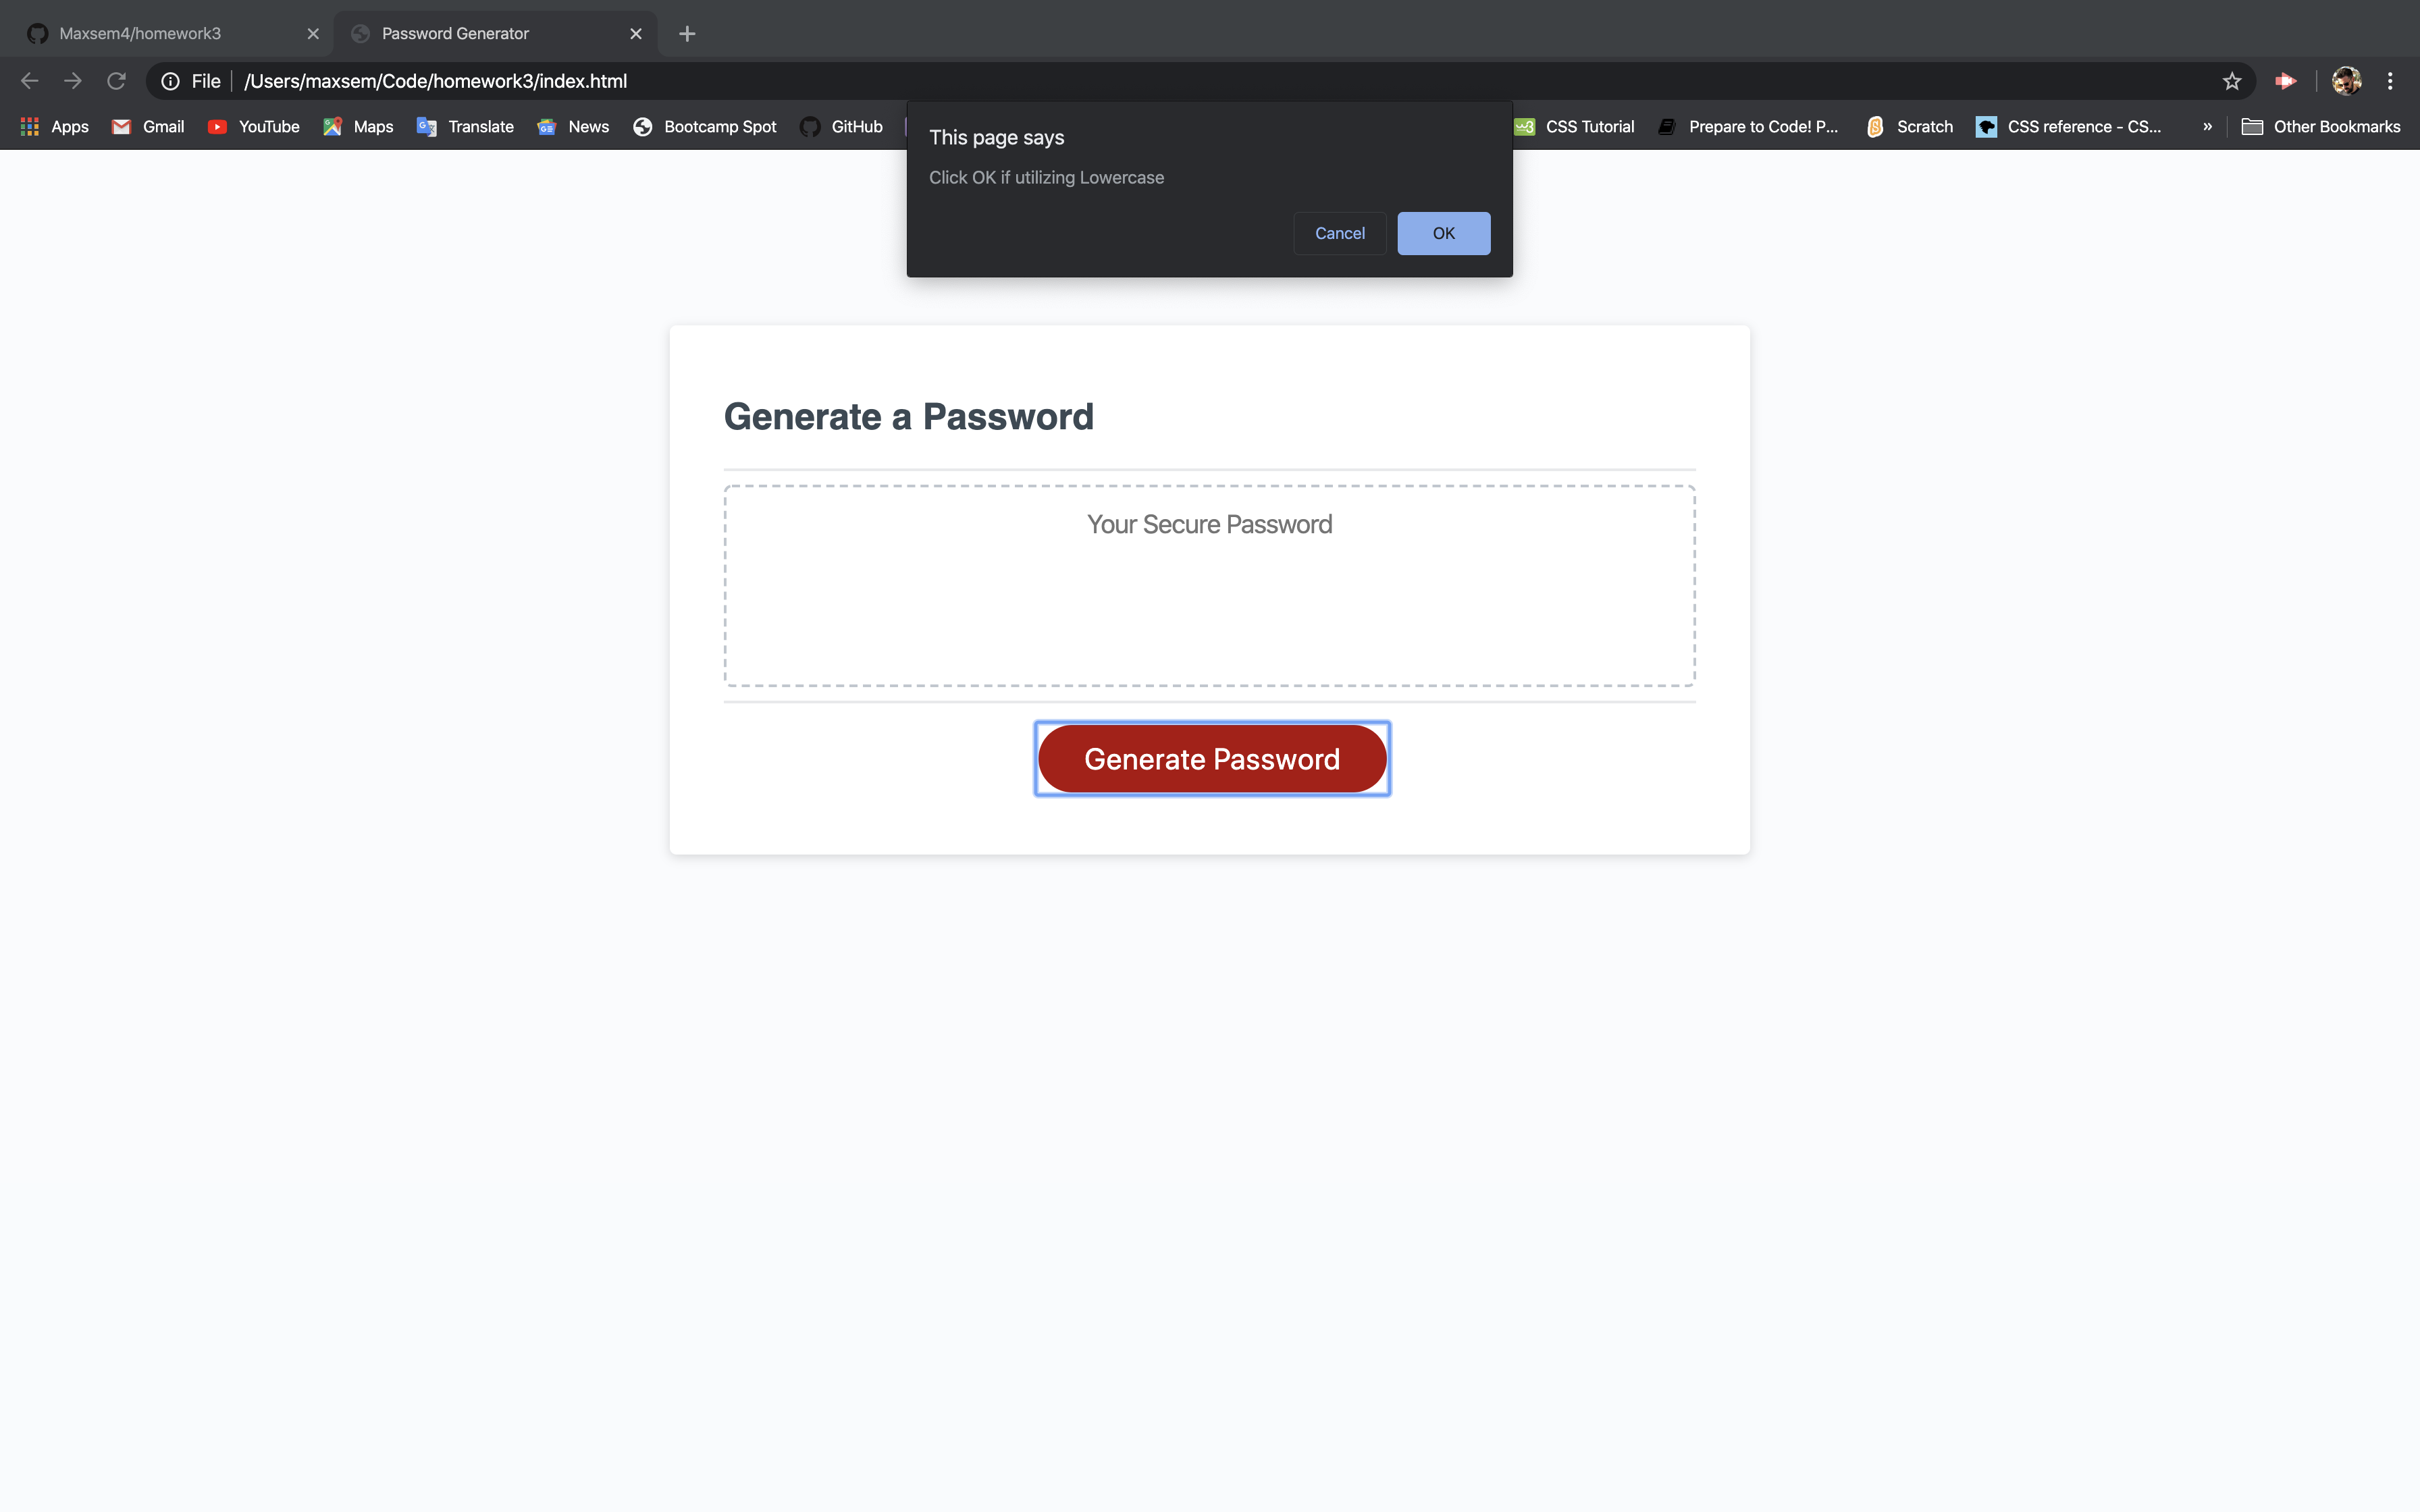 Maxsem4/homework3
Password Generator
File /Users/maxsem/Code/homework3/index.html
Apps Gmail YouTube Maps Translate News Bootcamp Spot GitHub CSS Tutorial Prepare to Code! P... Scratch CSS reference - CS... » Other Bookmarks
This page says
Click OK if utilizing Lowercase
Cancel OK
Generate a Password
Your Secure Password
Generate Password